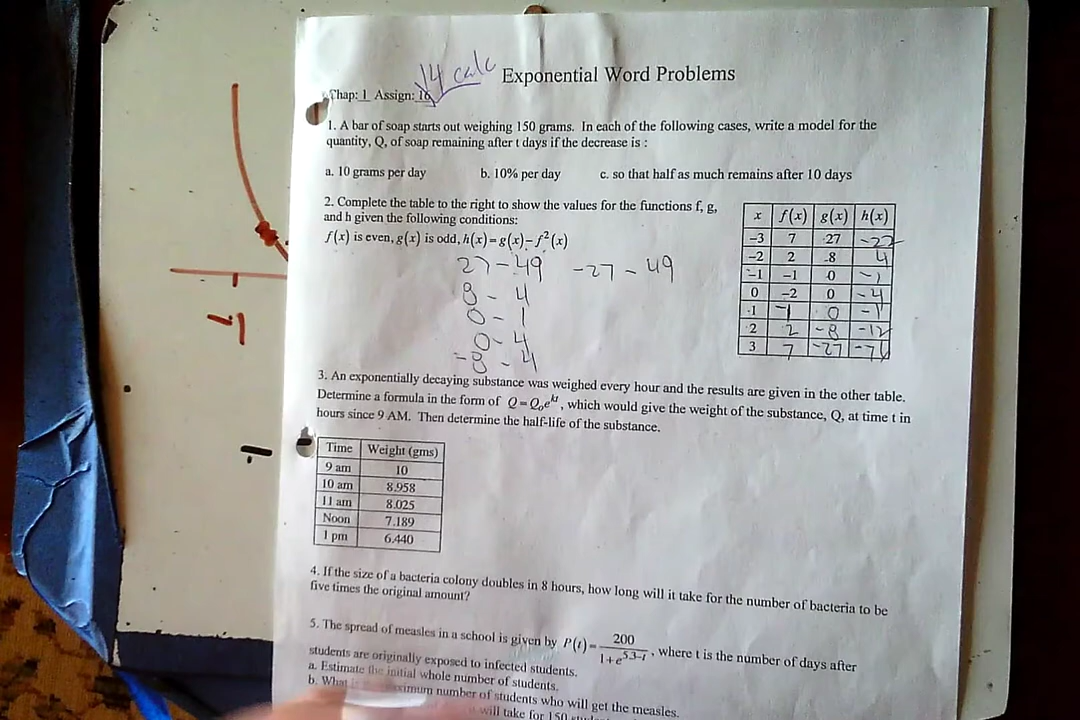 14 calc
Exponential Word Problems
Chap: 1 Assign: 16
1. A bar of soap starts out weighing 150 grams. In each of the following cases, write a model for the
quantity, Q, of soap remaining after t days if the decrease is :
a. 10 grams per day b. 10% per day c. so that half as much remains after 10 days
2. Complete the table to the right to show the values for the functions f, g,
and h given the following conditions:
f(x) is even, g(x) is odd, h(x) = g(x) – f²(x)
27 - 49 -27 - 49
8 - 4
0 - 1
0 - 4
-8 - 4
x f(x) g(x) h(x)
-3 7 27 -22
-2 2 8 4
-1 -1 0 -1
0 -2 0 -4
1 -1 0 -1
2 2 -8 -12
3 7 -27 -76
3. An exponentially decaying substance was weighed every hour and the results are given in the other table.
Determine a formula in the form of Q = Q₀eᵏᵗ, which would give the weight of the substance, Q, at time t in
hours since 9 AM. Then determine the half-life of the substance.
Time Weight (gms)
9 am 10
10 am 8.958
11 am 8.025
Noon 7.189
1 pm 6.440
4. If the size of a bacteria colony doubles in 8 hours, how long will it take for the number of bacteria to be
five times the original amount?
5. The spread of measles in a school is given by P(t) = 200 / (1 + e^(5.3-t)), where t is the number of days after
students are originally exposed to infected students.
a. Estimate the initial whole number of students.
b. What number of students who will get the measles.
will take for 150
-1
-1